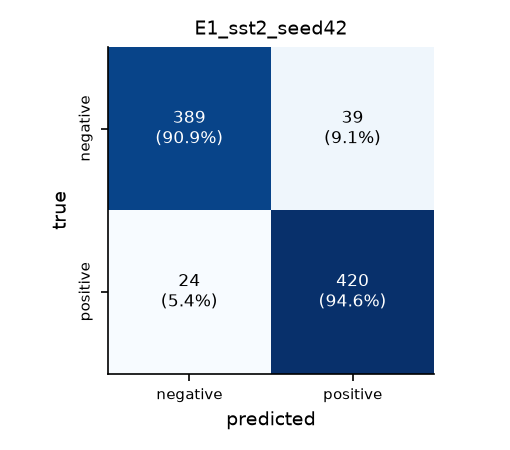 E1_sst2_seed42
true
negative
389
(90.9%)
39
(9.1%)
positive
24
(5.4%)
420
(94.6%)
negative
positive
predicted